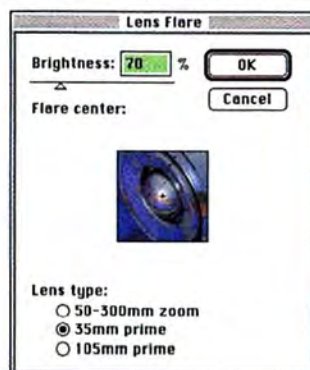 Lens Flare
Brightness: 70 %
OK
Cancel
Flare center:
Lens type:
50-300mm zoom
35mm prime
105mm prime